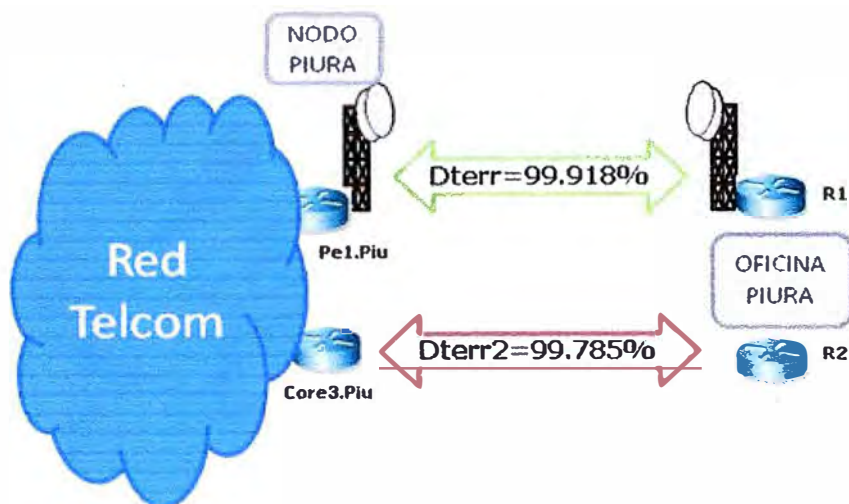 NODO
PIURA
Dterr=99.918%
R1
Pe1.Piu
Red
Telcom
OFICINA
PIURA
Dterr2=99.785%
R2
Core3.Piu